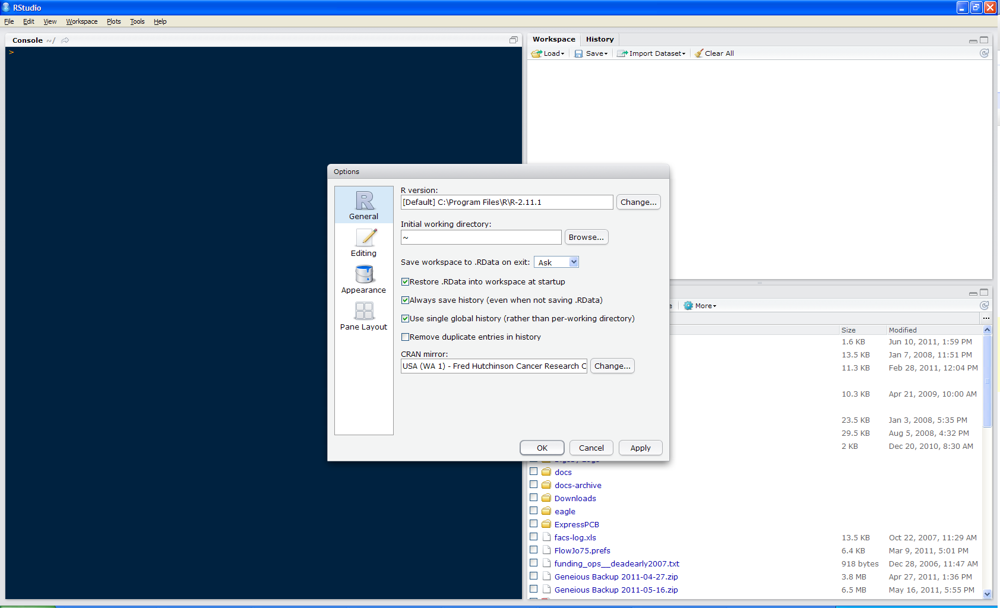 RStudio
File Edit View Workspace Plots Tools Help
Console ~/
>
Workspace History
Load Save Import Dataset Clear All
Options
General
Editing
Appearance
Pane Layout
R version:
[Default] C:\Program Files\R\R-2.11.1 Change...
Initial working directory:
~ Browse...
Save workspace to .RData on exit: Ask
Restore .RData into workspace at startup
Always save history (even when not saving .RData)
Use single global history (rather than per-working directory)
Remove duplicate entries in history
CRAN mirror:
USA (WA 1) - Fred Hutchinson Cancer Research C Change...
OK Cancel Apply
e More
...
Size Modified
1.6 KB Jun 10, 2011, 1:59 PM
13.5 KB Jan 7, 2008, 11:51 PM
11.3 KB Feb 28, 2011, 12:04 PM
10.3 KB Apr 21, 2009, 10:00 AM
23.5 KB Jan 3, 2008, 5:35 PM
29.5 KB Aug 5, 2008, 4:32 PM
2 KB Dec 20, 2010, 8:30 AM
docs
docs-archive
Downloads
eagle
ExpressPCB
facs-log.xls 13.5 KB Oct 22, 2007, 11:29 AM
FlowJo75.prefs 6.4 KB Mar 9, 2011, 5:01 PM
funding_ops__deadearly2007.txt 918 bytes Dec 28, 2006, 11:47 AM
Geneious Backup 2011-04-27.zip 3.8 MB Apr 27, 2011, 1:36 PM
Geneious Backup 2011-05-16.zip 6.5 MB May 16, 2011, 5:55 PM